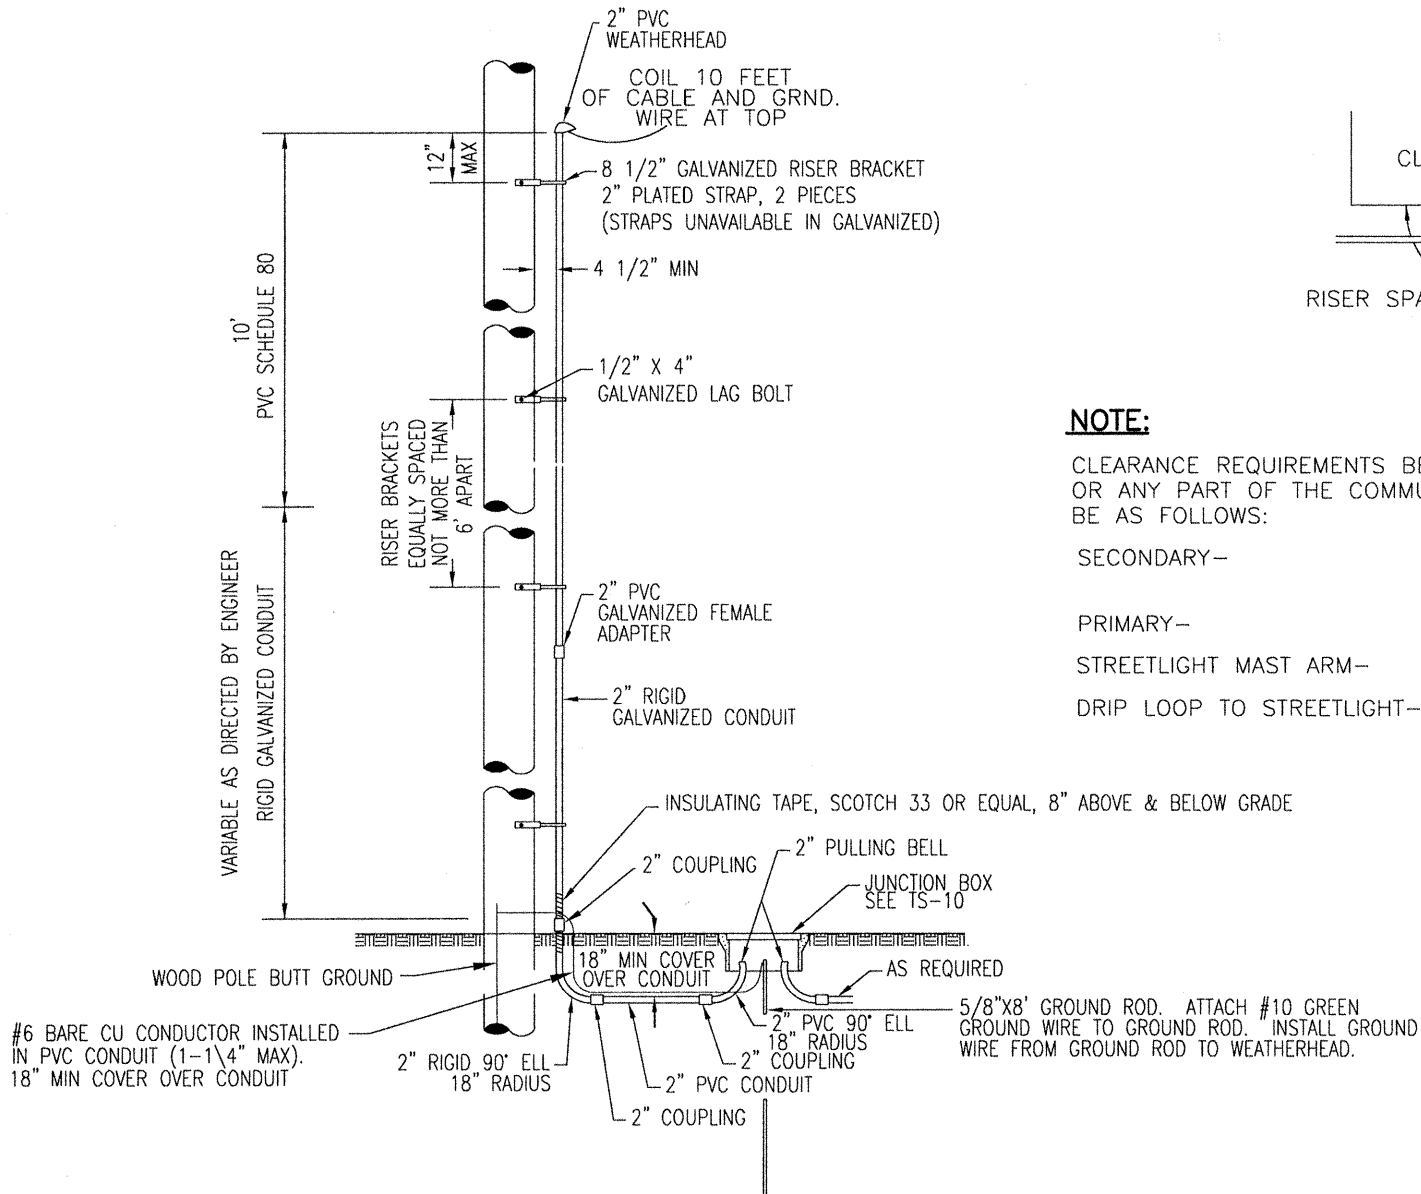 2" PVC
WEATHERHEAD
COIL 10 FEET
OF CABLE AND GRND.
WIRE AT TOP
12"
MAX
8 1/2" GALVANIZED RISER BRACKET
2" PLATED STRAP, 2 PIECES
(STRAPS UNAVAILABLE IN GALVANIZED)
4 1/2" MIN
10'
PVC SCHEDULE 80
1/2" X 4"
GALVANIZED LAG BOLT
RISER BRACKETS
EQUALLY SPACED
NOT MORE THAN
6' APART
VARIABLE AS DIRECTED BY ENGINEER
RIGID GALVANIZED CONDUIT
2" PVC
GALVANIZED FEMALE
ADAPTER
2" RIGID
GALVANIZED CONDUIT
INSULATING TAPE, SCOTCH 33 OR EQUAL, 8" ABOVE & BELOW GRADE
2" COUPLING
2" PULLING BELL
JUNCTION BOX
SEE TS-10
WOOD POLE BUTT GROUND
18" MIN COVER
OVER CONDUIT
AS REQUIRED
#6 BARE CU CONDUCTOR INSTALLED
IN PVC CONDUIT (1-1\4" MAX).
18" MIN COVER OVER CONDUIT
2" RIGID 90° ELL
18" RADIUS
2" COUPLING
2" PVC CONDUIT
2" COUPLING
2" PVC 90° ELL
18" RADIUS
5/8"X8' GROUND ROD. ATTACH #10 GREEN
GROUND WIRE TO GROUND ROD. INSTALL GROUND
WIRE FROM GROUND ROD TO WEATHERHEAD.
CL
RISER SPA
NOTE:
CLEARANCE REQUIREMENTS BE
OR ANY PART OF THE COMMU
BE AS FOLLOWS:
SECONDARY-
PRIMARY-
STREETLIGHT MAST ARM-
DRIP LOOP TO STREETLIGHT-